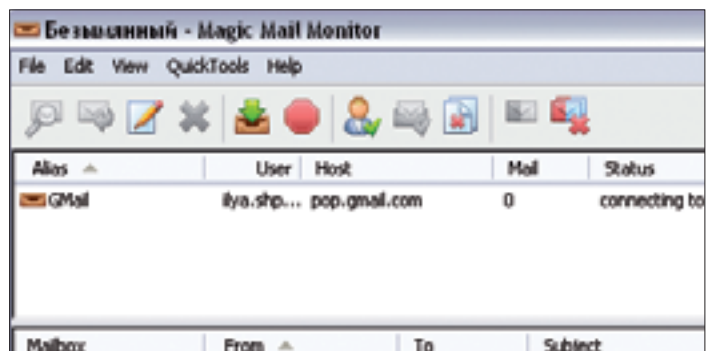 Безымянный - Magic Mail Monitor
File Edit View QuickTools Help
Alias User Host Mail Status
GMail ilya.shp... pop.gmail.com 0 connecting to
Mailbox From To Subject